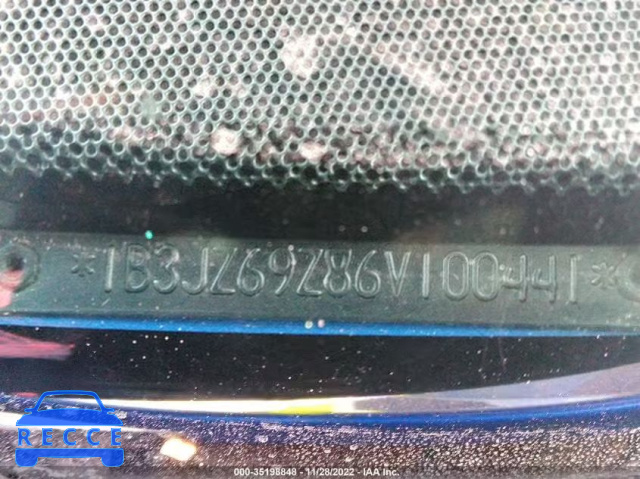 *1B3JZ69Z86V100441*
RECCE
000-35198848 - 11/28/2022 - IAA Inc.